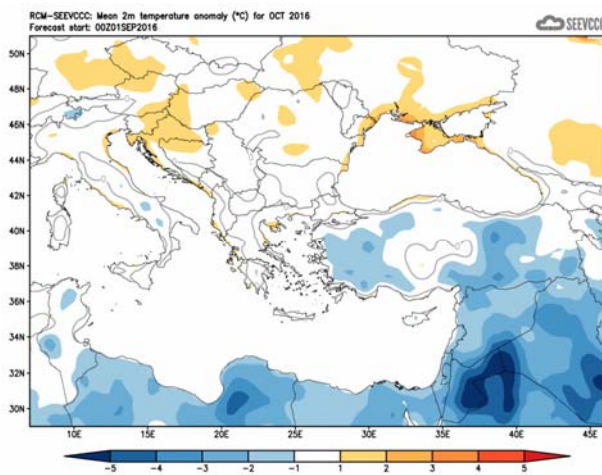 RCM-SEEVCCC: Mean 2m temperature anomaly (°C) for OCT 2016
Forecast start: 00Z01SEP2016
SEEVCCC
50N
48N
46N
44N
42N
40N
38N
36N
34N
32N
30N
10E 15E 20E 25E 30E 35E 40E 45E
-5 -4 -3 -2 -1 1 2 3 4 5